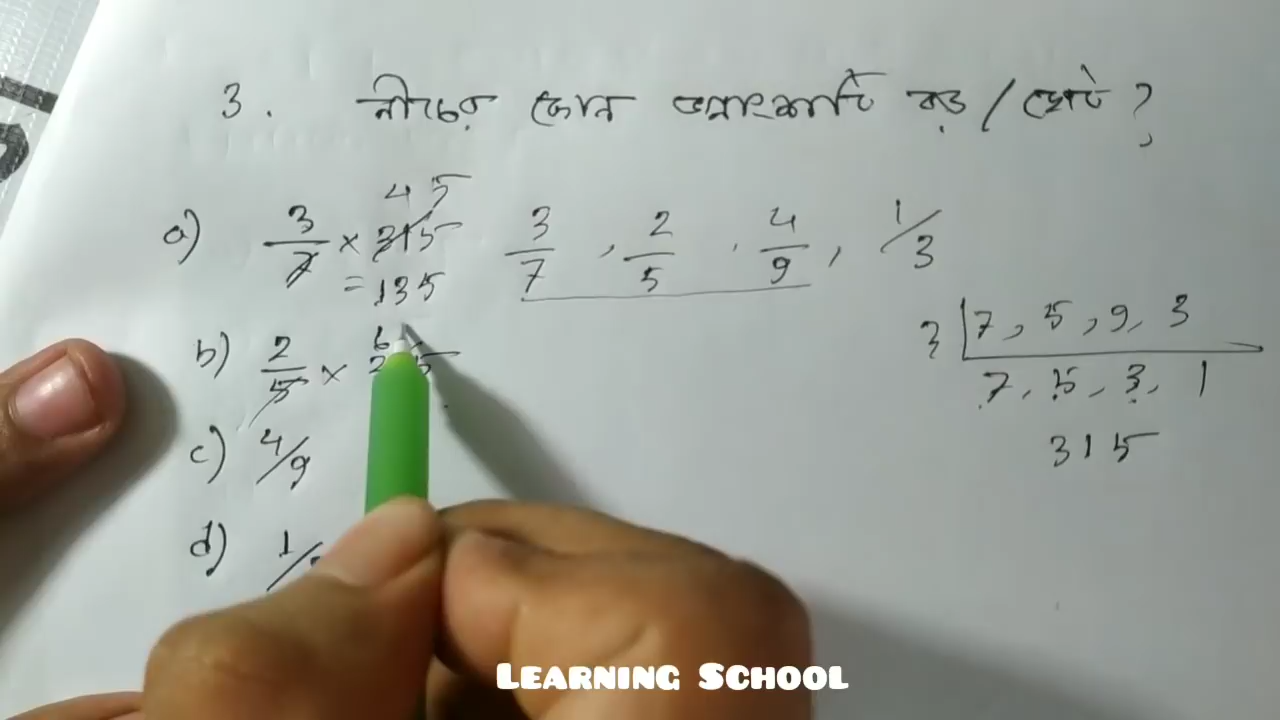 3. নীচের কোন ভগ্নাংশটি বড় / ছোট ?
a) 3/7 × 315 45
= 135
3/7 , 2/5 , 4/9 , 1/3
3 | 7 , 5 , 9 , 3
7 , 5 , 3 , 1
315
b) 2/5 ×
c) 4/9
d)
LEARNING SCHOOL